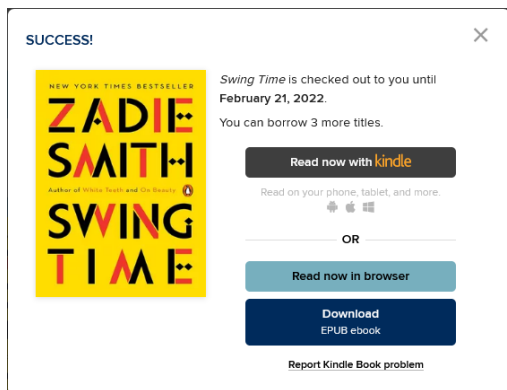 SUCCESS!
NEW YORK TIMES BESTSELLER
ZADIE
SMITH
Author of White Teeth and On Beauty
SWING
TIME
Swing Time is checked out to you until
February 21, 2022.
You can borrow 3 more titles.
Read now with kindle
Read on your phone, tablet, and more.
OR
Read now in browser
Download
EPUB ebook
Report Kindle Book problem